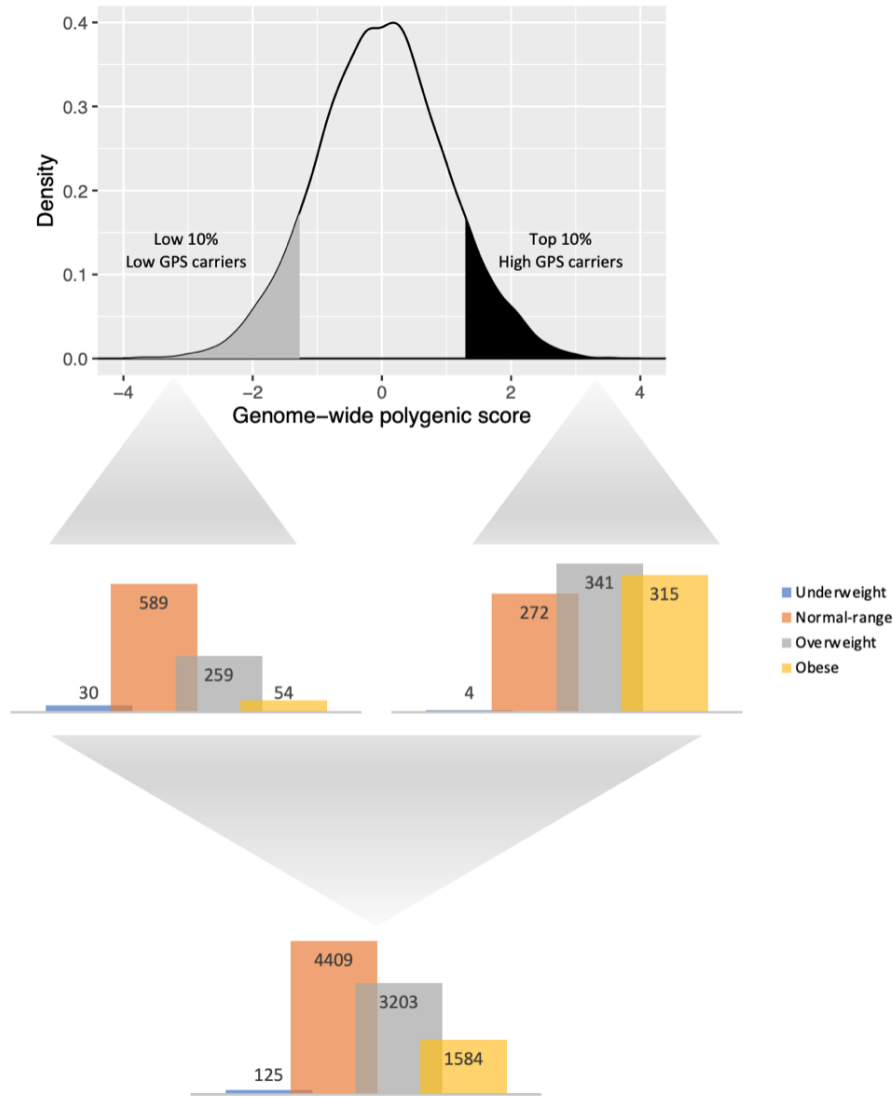 0.4
0.3
0.2
0.1
0.0
Density
Low 10%
Low GPS carriers
Top 10%
High GPS carriers
−4 −2 0 2 4
Genome−wide polygenic score
30 589 259 54
4 272 341 315
Underweight
Normal-range
Overweight
Obese
125 4409 3203 1584